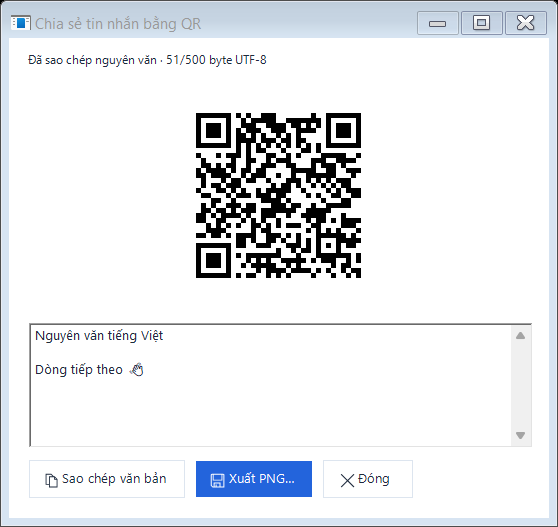 Chia sẻ tin nhắn bằng QR
Đã sao chép nguyên văn · 51/500 byte UTF-8
Nguyên văn tiếng Việt
Dòng tiếp theo 👋
Sao chép văn bản
Xuất PNG...
Đóng